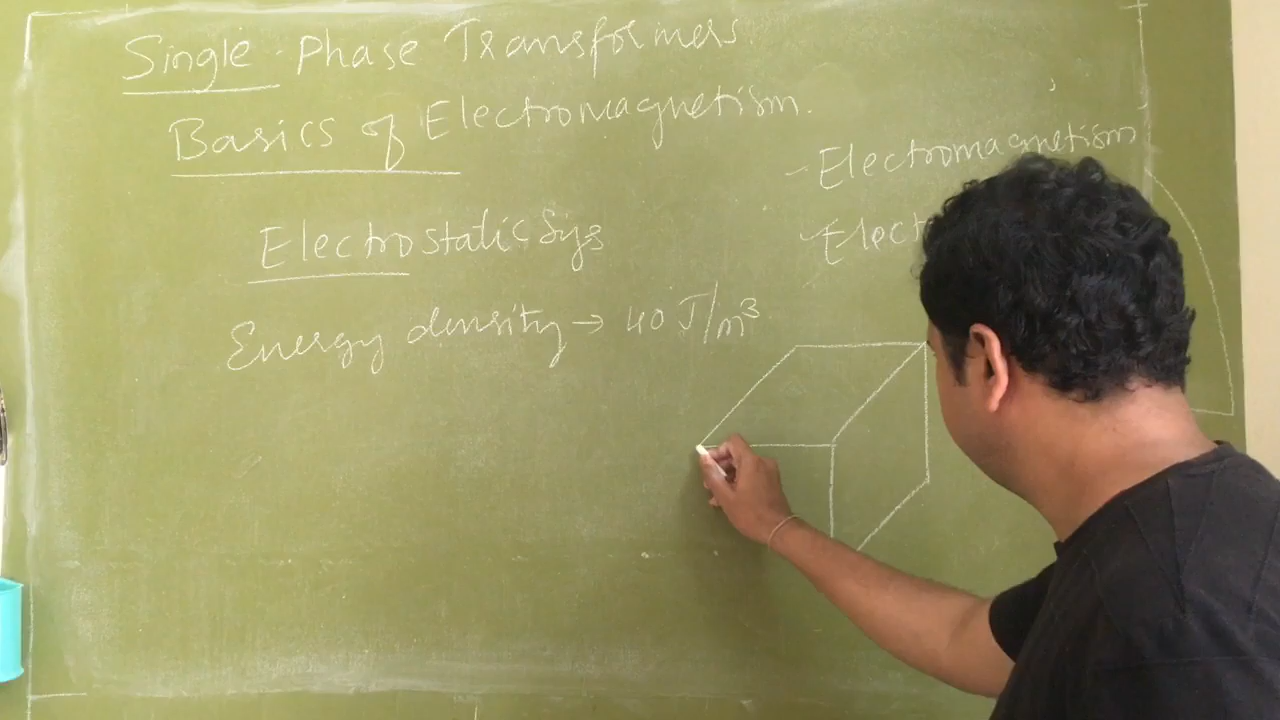 Single-Phase Transformers
Basics of Electromagnetism.
- Electromagnetism
Electrostatic Sys
Energy density → 40 J/m³